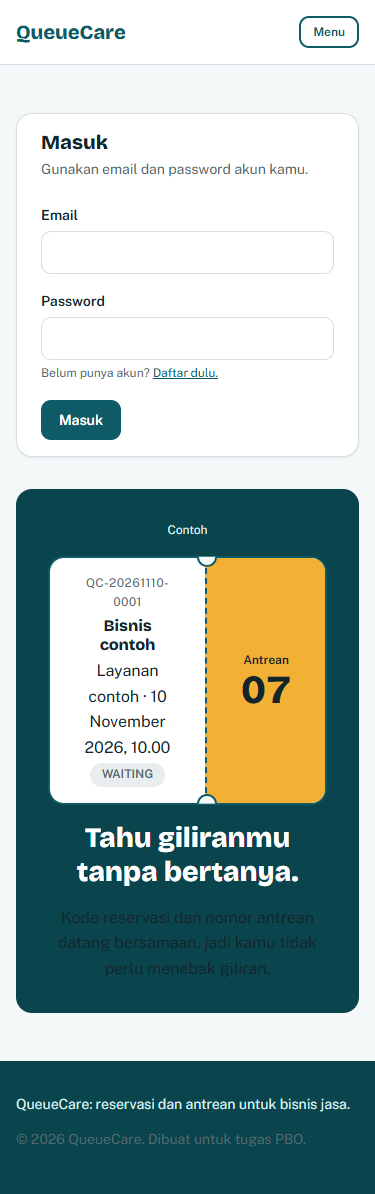 QueueCare
Menu
Masuk
Gunakan email dan password akun kamu.
Email
Password
Belum punya akun? Daftar dulu.
Masuk
Contoh
QC-20261110-
0001
Bisnis
contoh
Layanan
contoh · 10
November
2026, 10.00
WAITING
Antrean
07
Tahu giliranmu
tanpa bertanya.
Kode reservasi dan nomor antrean
datang bersamaan, jadi kamu tidak
perlu menebak giliran.
QueueCare: reservasi dan antrean untuk bisnis jasa.
© 2026 QueueCare. Dibuat untuk tugas PBO.